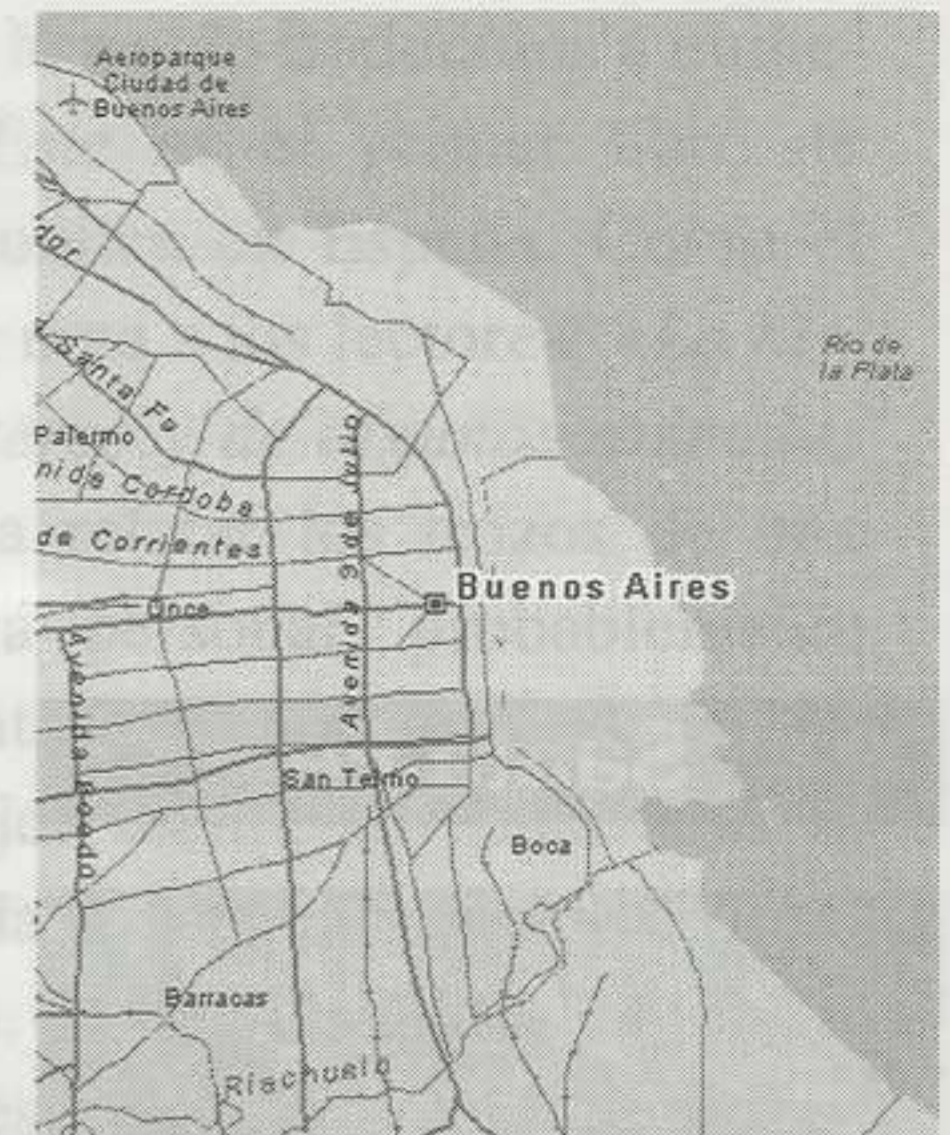 Aeroparque
Ciudad de
Buenos Aires
dor
Santa Fe
Río de
la Plata
Palermo
nida Cordoba
de Corrientes
Avenida 9 de Julio
Buenos Aires
Once
Avenida Boedo
San Telmo
Boca
Barracas
Riachuelo